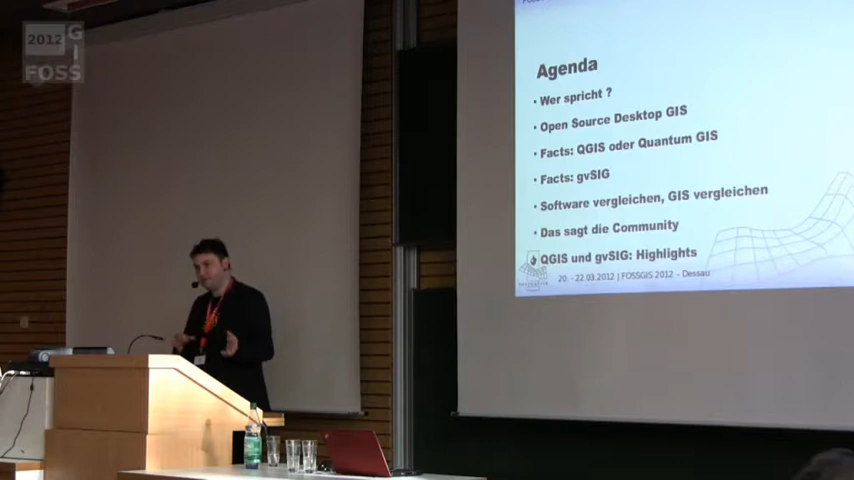 2012
GIS
FOSS
Agenda
• Wer spricht ?
• Open Source Desktop GIS
• Facts: QGIS oder Quantum GIS
• Facts: gvSIG
• Software vergleichen, GIS vergleichen
• Das sagt die Community
• QGIS und gvSIG: Highlights
20. - 22.03.2012 | FOSSGIS 2012 – Dessau